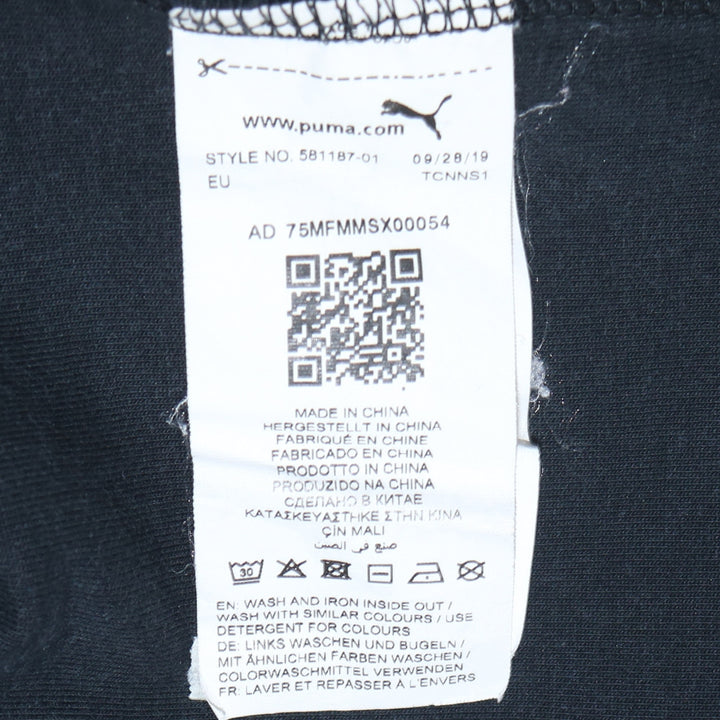 www.puma.com
STYLE NO. 581187-01 09/28/19
EU TCNNS1
AD 75MFMMSX00054
MADE IN CHINA
HERGESTELLT IN CHINA
FABRIQUÉ EN CHINE
FABRICADO EN CHINA
PRODOTTO IN CHINA
PRODUZIDO NA CHINA
СДЕЛАНО В КИТАЕ
ΚΑΤΑΣΚΕΥΑΣΤΗΚΕ ΣΤΗΝ ΚΙΝΑ
ÇİN MALI
صنع في الصين
30
EN: WASH AND IRON INSIDE OUT /
WASH WITH SIMILAR COLOURS / USE
DETERGENT FOR COLOURS
DE: LINKS WASCHEN UND BÜGELN /
MIT ÄHNLICHEN FARBEN WASCHEN /
COLORWASCHMITTEL VERWENDEN
FR: LAVER ET REPASSER À L'ENVERS